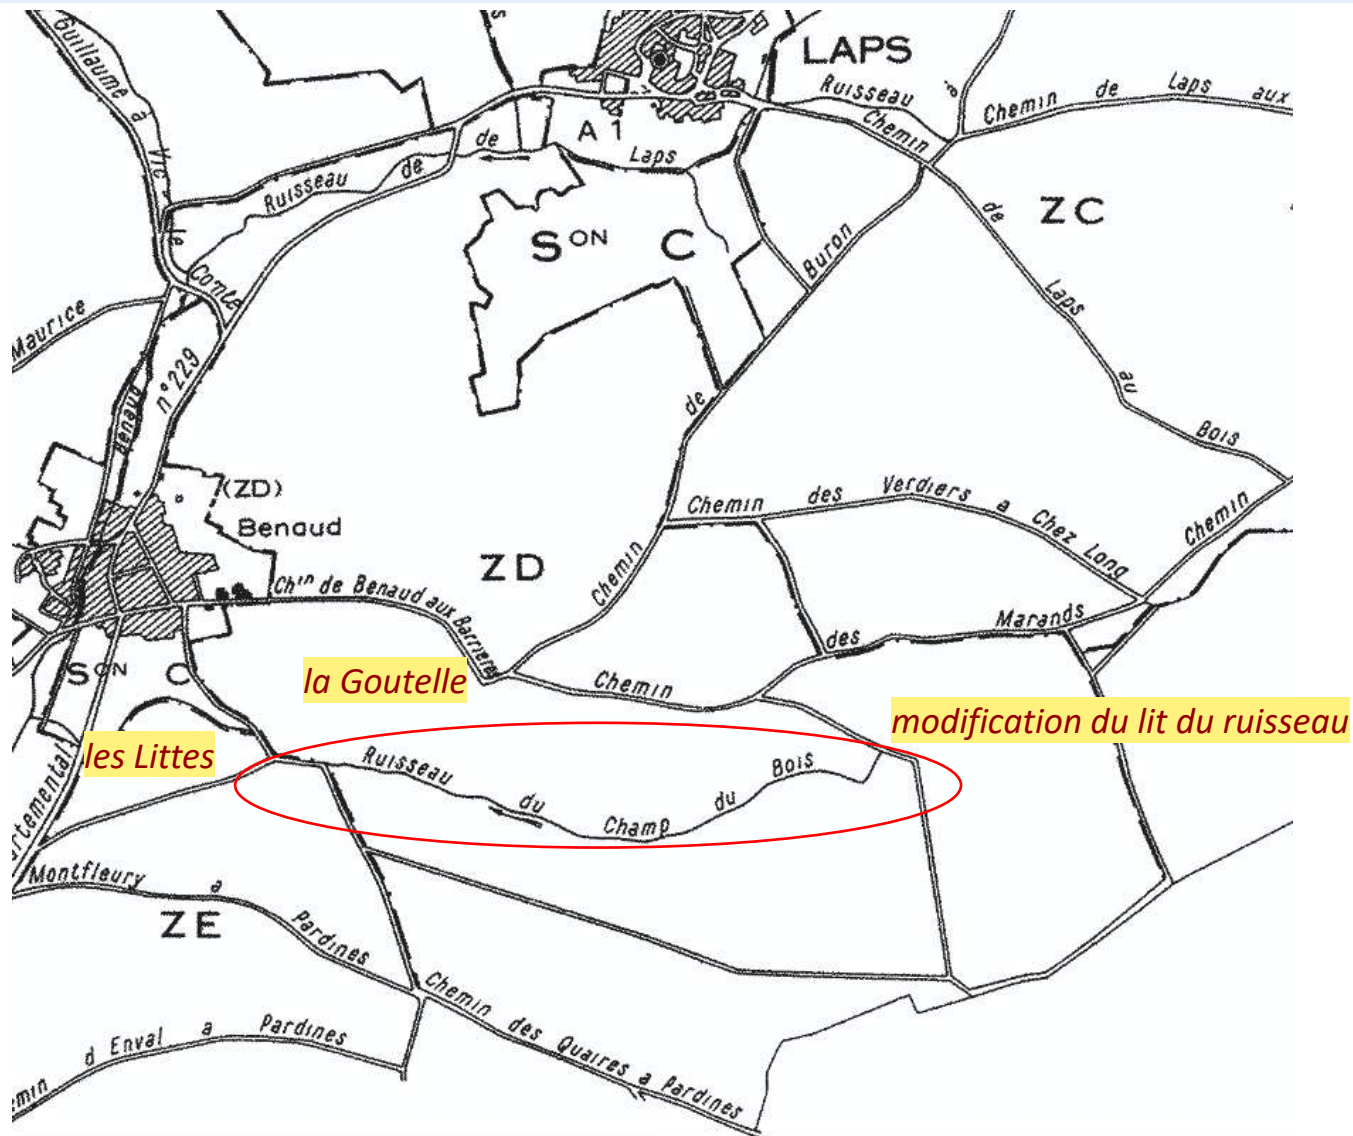 Guillaume à Vic le Comte
LAPS
Ruisseau
Chemin de Laps aux
A 1
Ruisseau de Laps
de
Chemin de Laps au Bois
ZC
SON C
Chemin de Buron
Maurice
Benaud
n° 229
(ZD)
Benaud
ZD
Chemin des Verdiers a Chez Long
Chemin
Chin de Benaud aux Barrieres
Chemin des Marands
SON C
la Goutelle
modification du lit du ruisseau
les Littes
Ruisseau du Champ du Bois
artemental
Montfleury a Pardines
ZE
Chemin des Quaires a Pardines
emin d Enval a Pardines